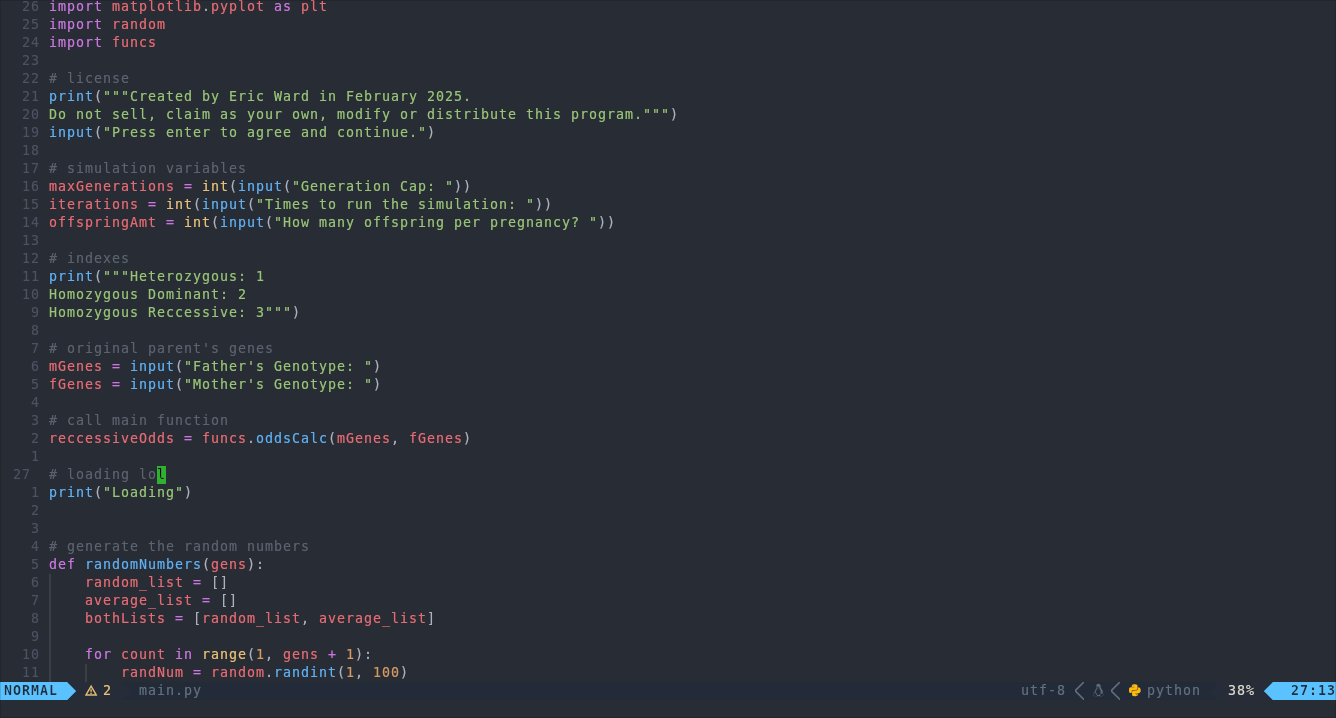 26 import matplotlib.pyplot as plt
25 import random
24 import funcs
23
22 # license
21 print("""Created by Eric Ward in February 2025.
20 Do not sell, claim as your own, modify or distribute this program.""")
19 input("Press enter to agree and continue.")
18
17 # simulation variables
16 maxGenerations = int(input("Generation Cap: "))
15 iterations = int(input("Times to run the simulation: "))
14 offspringAmt = int(input("How many offspring per pregnancy? "))
13
12 # indexes
11 print("""Heterozygous: 1
10 Homozygous Dominant: 2
9 Homozygous Reccessive: 3""")
8
7 # original parent's genes
6 mGenes = input("Father's Genotype: ")
5 fGenes = input("Mother's Genotype: ")
4
3 # call main function
2 reccessiveOdds = funcs.oddsCalc(mGenes, fGenes)
1
27 # loading lol
1 print("Loading")
2
3
4 # generate the random numbers
5 def randomNumbers(gens):
6     random_list = []
7     average_list = []
8     bothLists = [random_list, average_list]
9
10     for count in range(1, gens + 1):
11         randNum = random.randint(1, 100)
NORMAL 2 main.py utf-8 python 38% 27:13